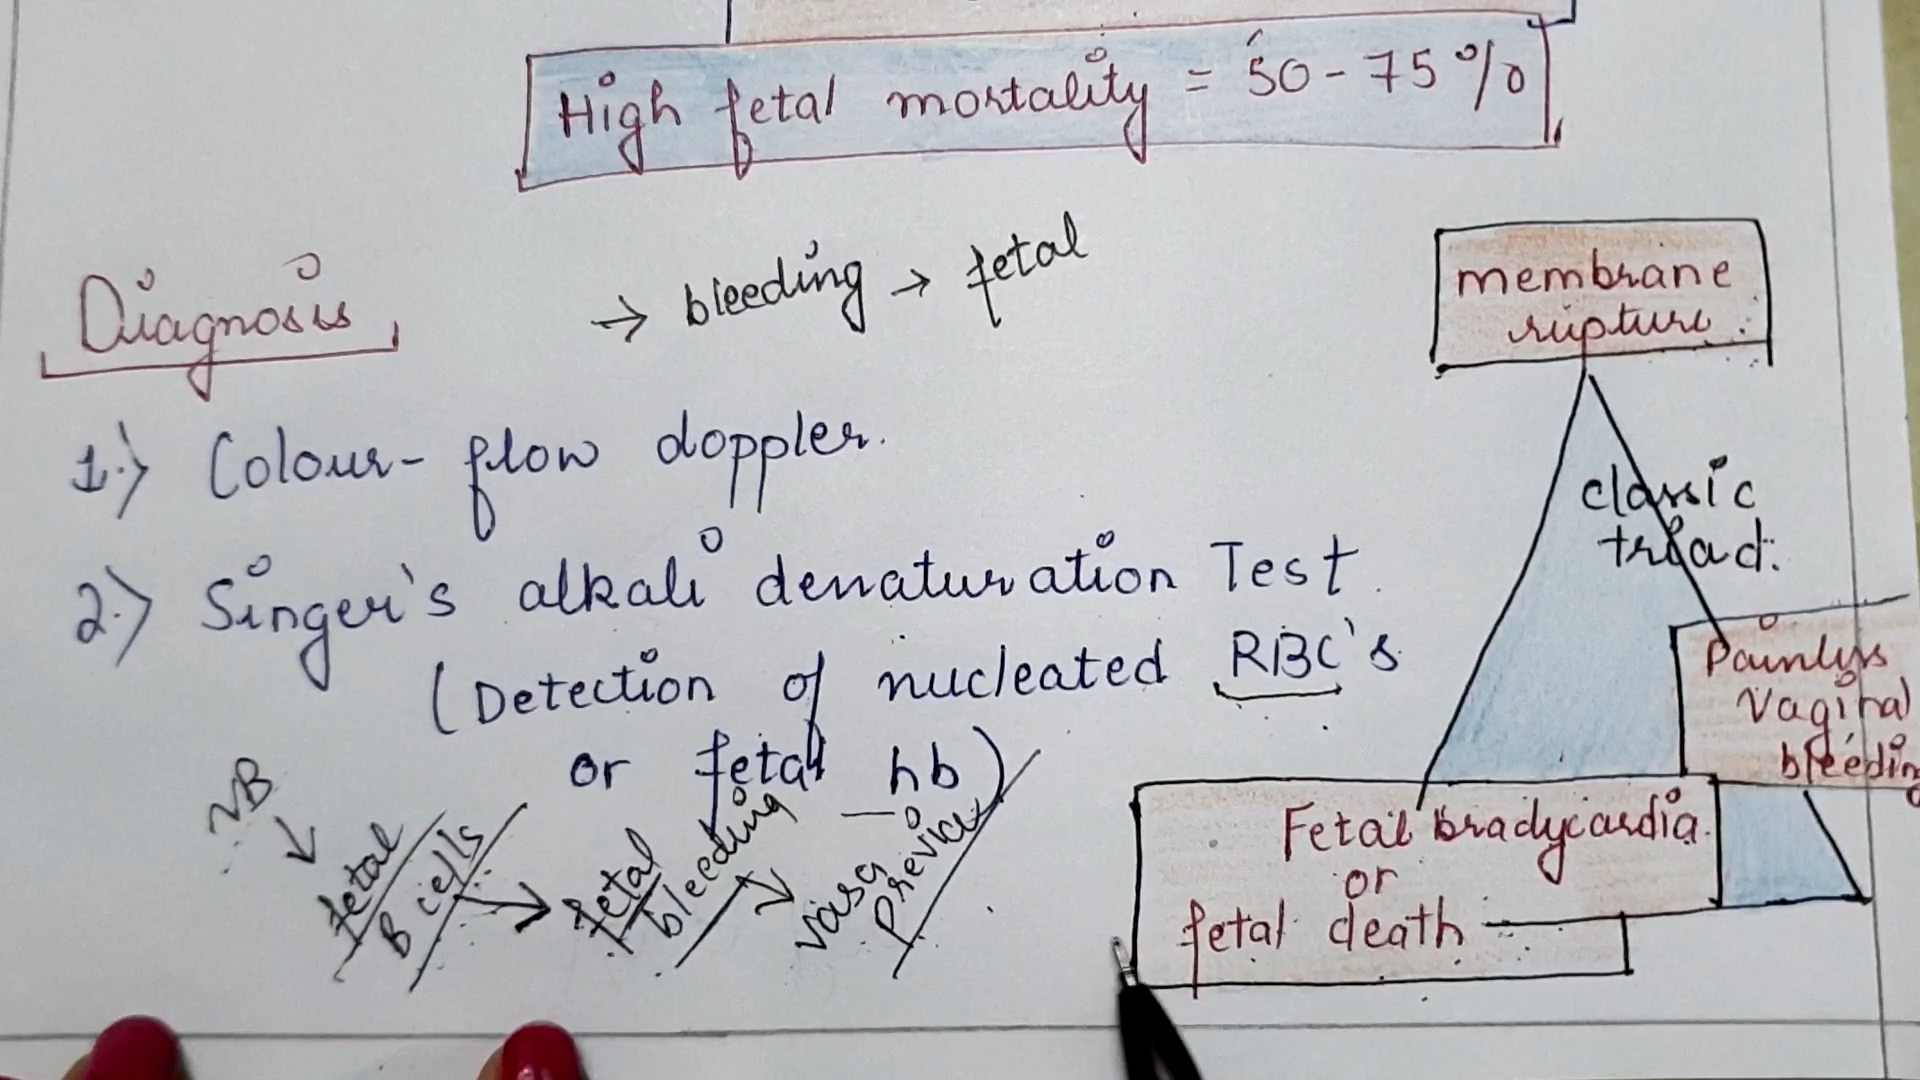 High fetal mortality = 50-75%
Diagnosis
→ bleeding → fetal
1.) Colour-flow doppler.
2.) Singer's alkali denaturation Test.
(Detection of nucleated RBC's
or fetal hb)
NB
↓
fetal
B cells
→ fetal
bleeding
→ vasa
previa
membrane
rupture.
classic
triad.
Painless
vaginal
bleeding
Fetal bradycardia.
or
fetal death